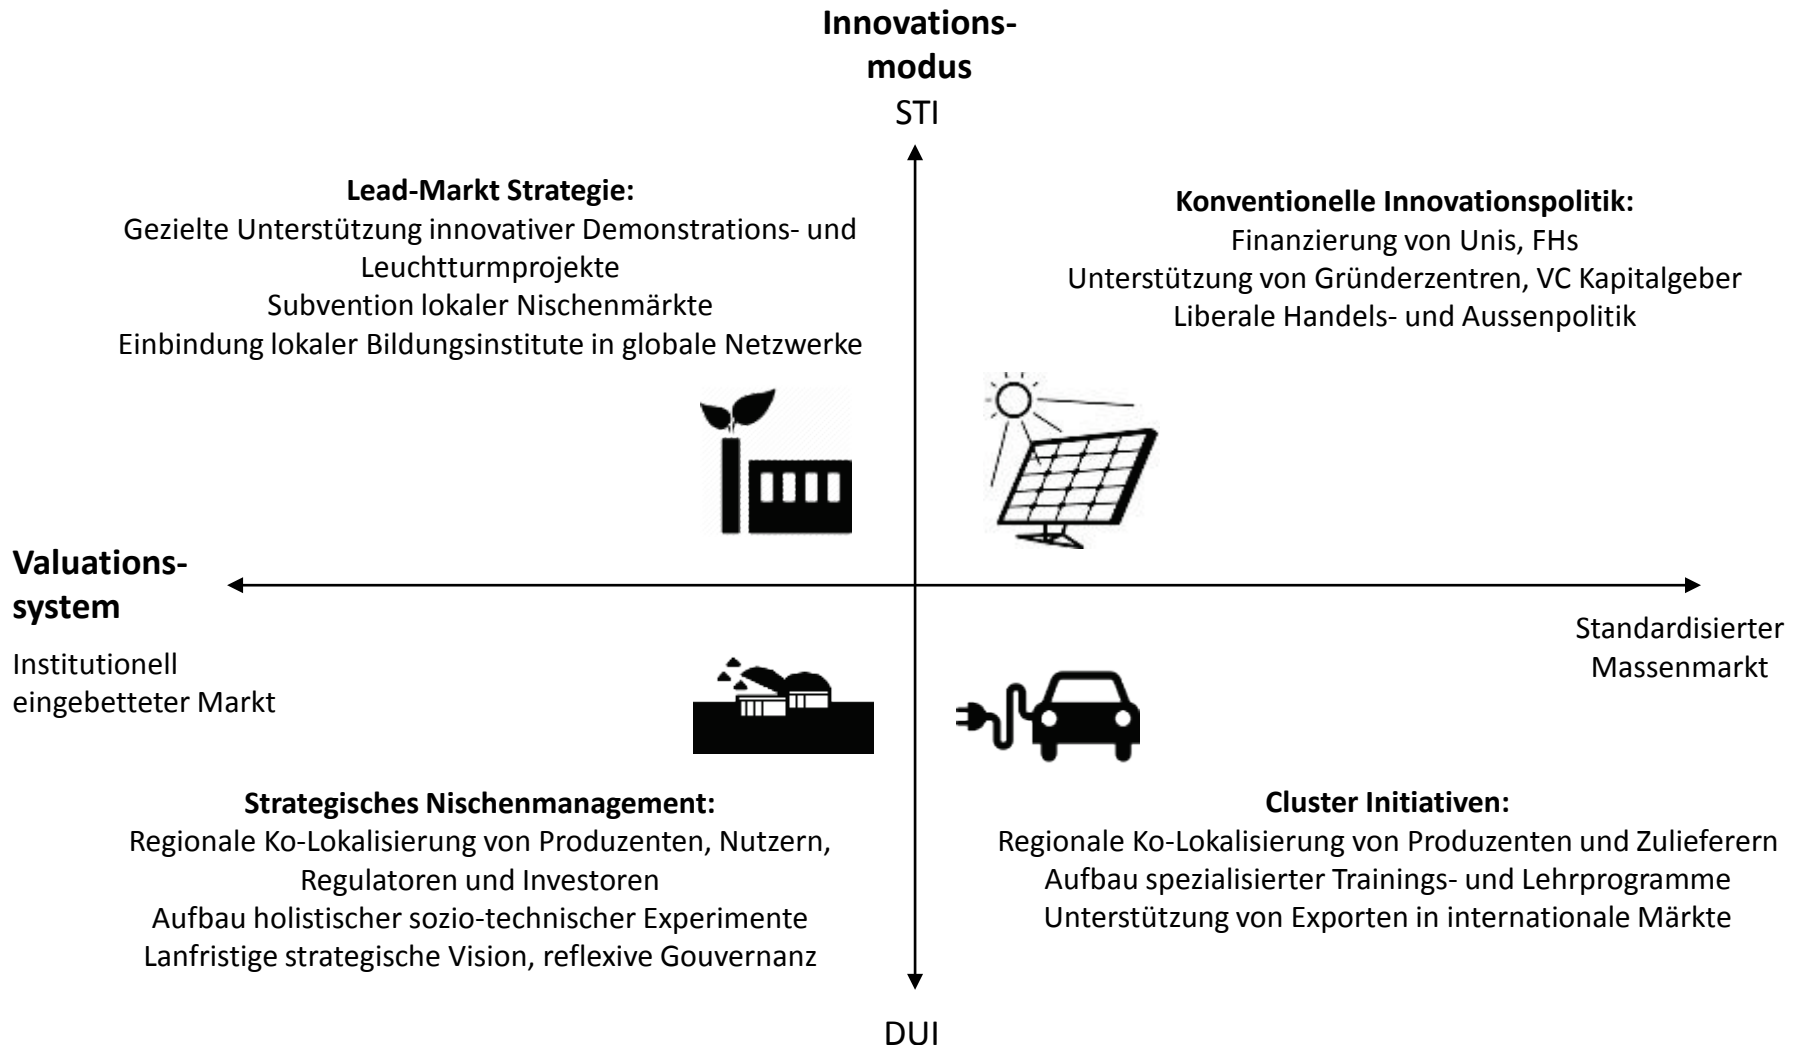 Innovations-
modus
STI
Lead-Markt Strategie:
Gezielte Unterstützung innovativer Demonstrations- und
Leuchtturmprojekte
Subvention lokaler Nischenmärkte
Einbindung lokaler Bildungsinstitute in globale Netzwerke
Konventionelle Innovationspolitik:
Finanzierung von Unis, FHs
Unterstützung von Gründerzentren, VC Kapitalgeber
Liberale Handels- und Aussenpolitik
Valuations-
system
Institutionell
eingebetteter Markt
Standardisierter
Massenmarkt
Strategisches Nischenmanagement:
Regionale Ko-Lokalisierung von Produzenten, Nutzern,
Regulatoren und Investoren
Aufbau holistischer sozio-technischer Experimente
Lanfristige strategische Vision, reflexive Gouvernanz
Cluster Initiativen:
Regionale Ko-Lokalisierung von Produzenten und Zulieferern
Aufbau spezialisierter Trainings- und Lehrprogramme
Unterstützung von Exporten in internationale Märkte
DUI